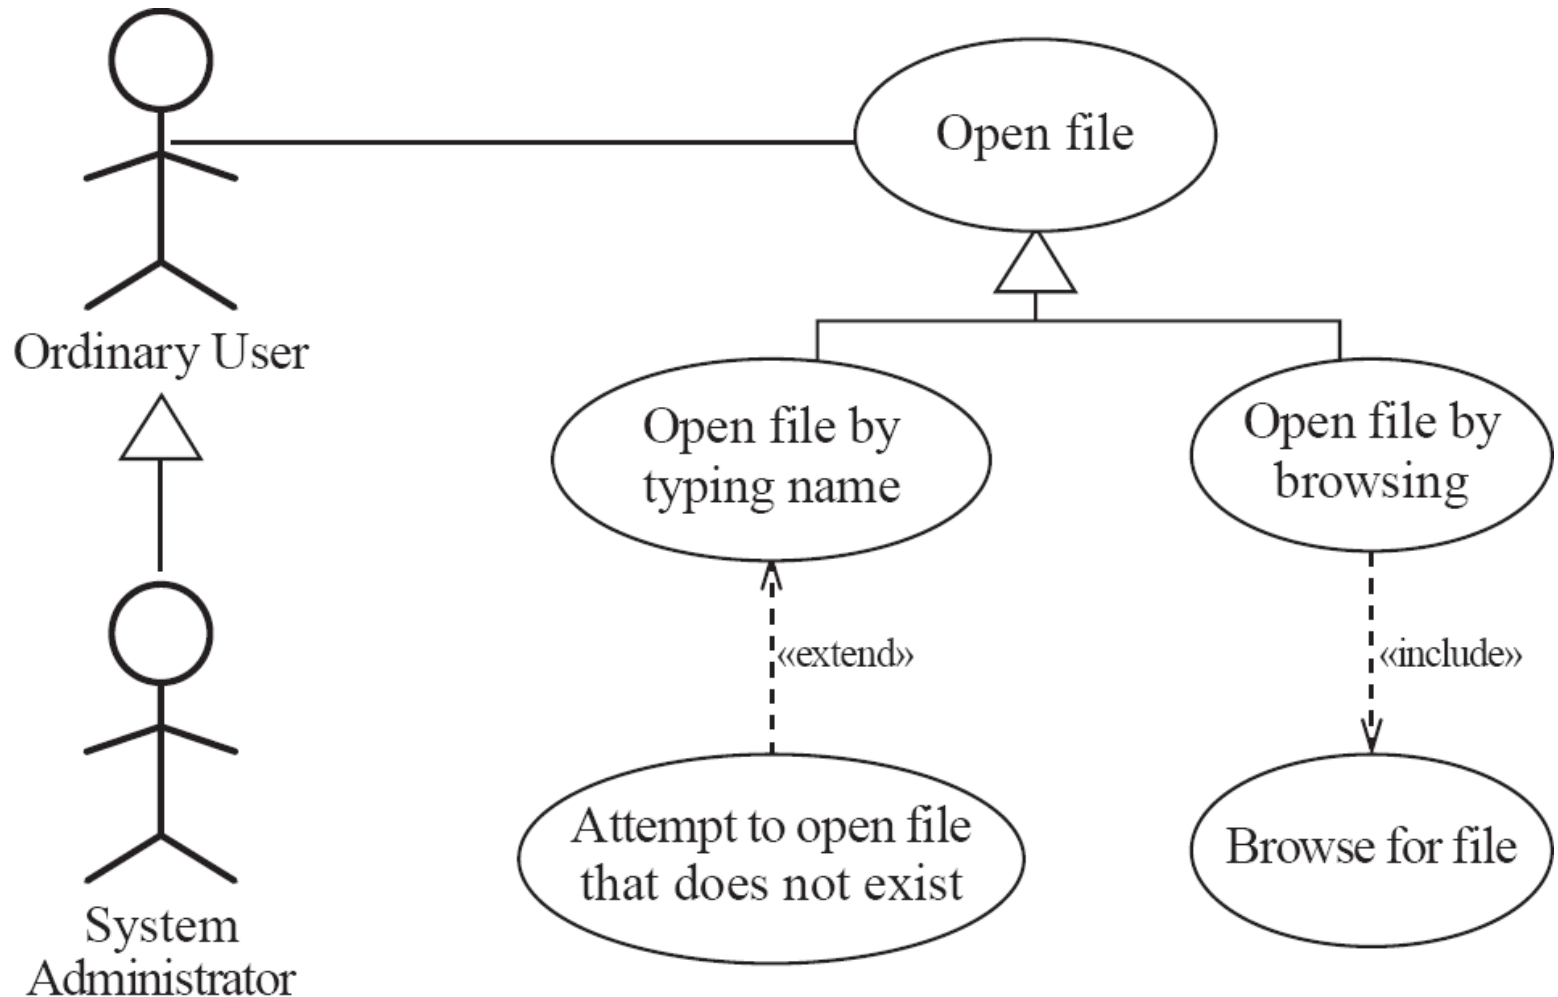 Open file
Ordinary User
Open file by
typing name
Open file by
browsing
«extend»
«include»
Attempt to open file
that does not exist
Browse for file
System
Administrator